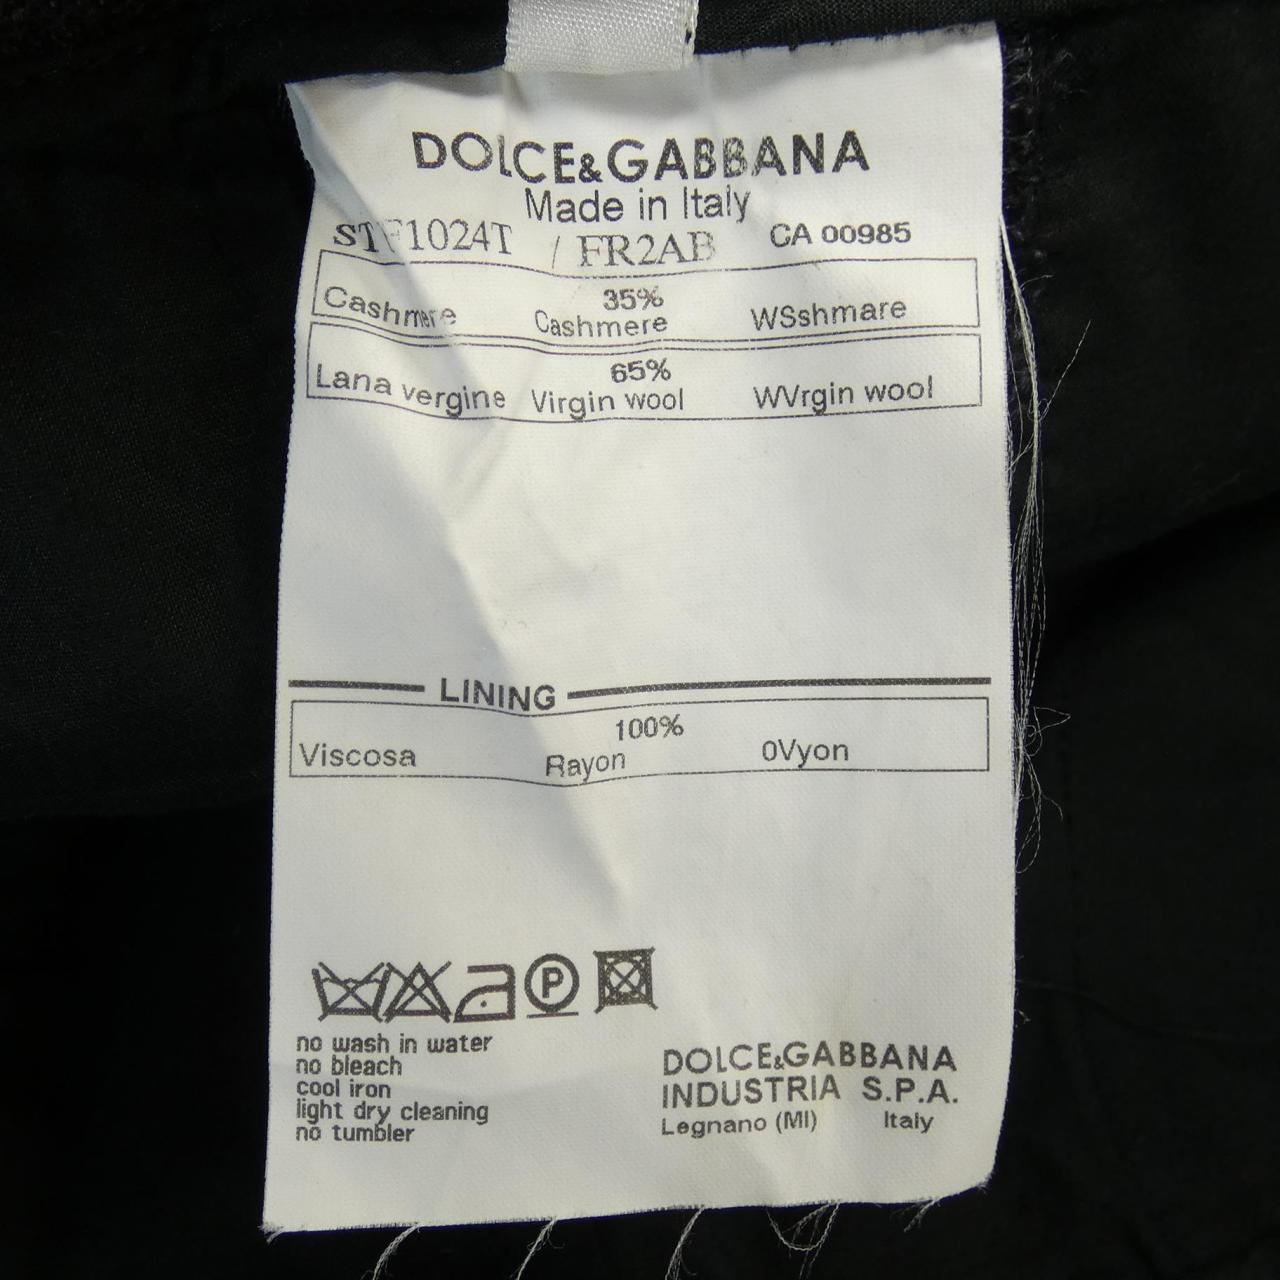 DOLCE&GABBANA
Made in Italy
STF1024T / FR2AB CA 00985
35%
Cashmere Cashmere WSshmare
65%
Lana vergine Virgin wool WVrgin wool
LINING
100%
Viscosa Rayon 0Vyon
P
no wash in water
no bleach
cool iron
light dry cleaning
no tumbler
DOLCE&GABBANA
INDUSTRIA S.P.A.
Legnano (MI) Italy